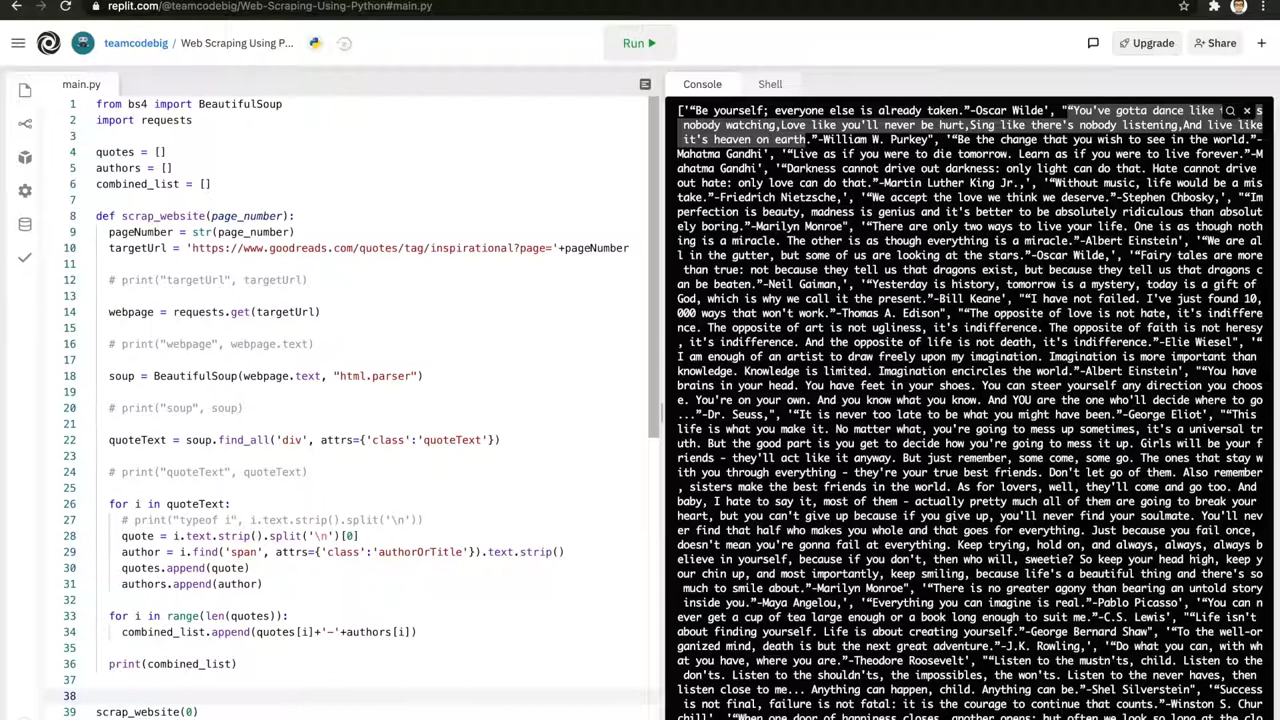 replit.com/@teamcodebig/Web-Scraping-Using-Python#main.py
teamcodebig / Web Scraping Using P...
Run
Upgrade
Share
main.py
1 from bs4 import BeautifulSoup
2 import requests
3
4 quotes = []
5 authors = []
6 combined_list = []
7
8 def scrap_website(page_number):
9 pageNumber = str(page_number)
10 targetUrl = 'https://www.goodreads.com/quotes/tag/inspirational?page='+pageNumber
11
12 # print("targetUrl", targetUrl)
13
14 webpage = requests.get(targetUrl)
15
16 # print("webpage", webpage.text)
17
18 soup = BeautifulSoup(webpage.text, "html.parser")
19
20 # print("soup", soup)
21
22 quoteText = soup.find_all('div', attrs={'class':'quoteText'})
23
24 # print("quoteText", quoteText)
25
26 for i in quoteText:
27 # print("typeof i", i.text.strip().split('\n'))
28 quote = i.text.strip().split('\n')[0]
29 author = i.find('span', attrs={'class':'authorOrTitle'}).text.strip()
30 quotes.append(quote)
31 authors.append(author)
32
33 for i in range(len(quotes)):
34 combined_list.append(quotes[i]+'-'+authors[i])
35
36 print(combined_list)
37
38
39 scrap_website(0)
Console
Shell
['“Be yourself; everyone else is already taken.”-Oscar Wilde', "“You've gotta dance like t s
nobody watching,Love like you'll never be hurt,Sing like there's nobody listening,And live like
it's heaven on earth.”-William W. Purkey", '“Be the change that you wish to see in the world.”-
Mahatma Gandhi', '“Live as if you were to die tomorrow. Learn as if you were to live forever.”-M
ahatma Gandhi', '“Darkness cannot drive out darkness: only light can do that. Hate cannot drive
out hate: only love can do that.”-Martin Luther King Jr.,', '“Without music, life would be a mis
take.”-Friedrich Nietzsche,', '“We accept the love we think we deserve.”-Stephen Chbosky,', "“Im
perfection is beauty, madness is genius and it's better to be absolutely ridiculous than absolut
ely boring.”-Marilyn Monroe", '“There are only two ways to live your life. One is as though noth
ing is a miracle. The other is as though everything is a miracle.”-Albert Einstein', '“We are al
l in the gutter, but some of us are looking at the stars.”-Oscar Wilde,', '“Fairy tales are more
than true: not because they tell us that dragons exist, but because they tell us that dragons c
an be beaten.”-Neil Gaiman,', '“Yesterday is history, tomorrow is a mystery, today is a gift of
God, which is why we call it the present.”-Bill Keane', "“I have not failed. I've just found 10,
000 ways that won't work.”-Thomas A. Edison", "“The opposite of love is not hate, it's indiffere
nce. The opposite of art is not ugliness, it's indifference. The opposite of faith is not heresy
, it's indifference. And the opposite of life is not death, it's indifference.”-Elie Wiesel", '“
I am enough of an artist to draw freely upon my imagination. Imagination is more important than
knowledge. Knowledge is limited. Imagination encircles the world.”-Albert Einstein', "“You have
brains in your head. You have feet in your shoes. You can steer yourself any direction you choos
e. You're on your own. And you know what you know. And YOU are the one who'll decide where to go
...”-Dr. Seuss,", "“It is never too late to be what you might have been.”-George Eliot', "“This
life is what you make it. No matter what, you're going to mess up sometimes, it's a universal tr
uth. But the good part is you get to decide how you're going to mess it up. Girls will be your f
riends - they'll act like it anyway. But just remember, some come, some go. The ones that stay w
ith you through everything - they're your true best friends. Don't let go of them. Also remember
, sisters make the best friends in the world. As for lovers, well, they'll come and go too. And
baby, I hate to say it, most of them - actually pretty much all of them are going to break your
heart, but you can't give up because if you give up, you'll never find your soulmate. You'll nev
er find that half who makes you whole and that goes for everything. Just because you fail once,
doesn't mean you're gonna fail at everything. Keep trying, hold on, and always, always, always b
elieve in yourself, because if you don't, then who will, sweetie? So keep your head high, keep y
our chin up, and most importantly, keep smiling, because life's a beautiful thing and there's so
much to smile about.”-Marilyn Monroe", '“There is no greater agony than bearing an untold story
inside you.”-Maya Angelou,', '“Everything you can imagine is real.”-Pablo Picasso', '“You can n
ever get a cup of tea large enough or a book long enough to suit me.”-C.S. Lewis', "“Life isn't
about finding yourself. Life is about creating yourself.”-George Bernard Shaw", '“To the well-or
ganized mind, death is but the next great adventure.”-J.K. Rowling,', '“Do what you can, with wh
at you have, where you are.”-Theodore Roosevelt', "“Listen to the mustn'ts, child. Listen to the
don'ts. Listen to the shouldn'ts, the impossibles, the won'ts. Listen to the never haves, then
listen close to me... Anything can happen, child. Anything can be.”-Shel Silverstein", '“Success
is not final, failure is not fatal: it is the courage to continue that counts.”-Winston S. Chur
chill', '“When one door of happiness closes, another opens; but often we look so long at the clo